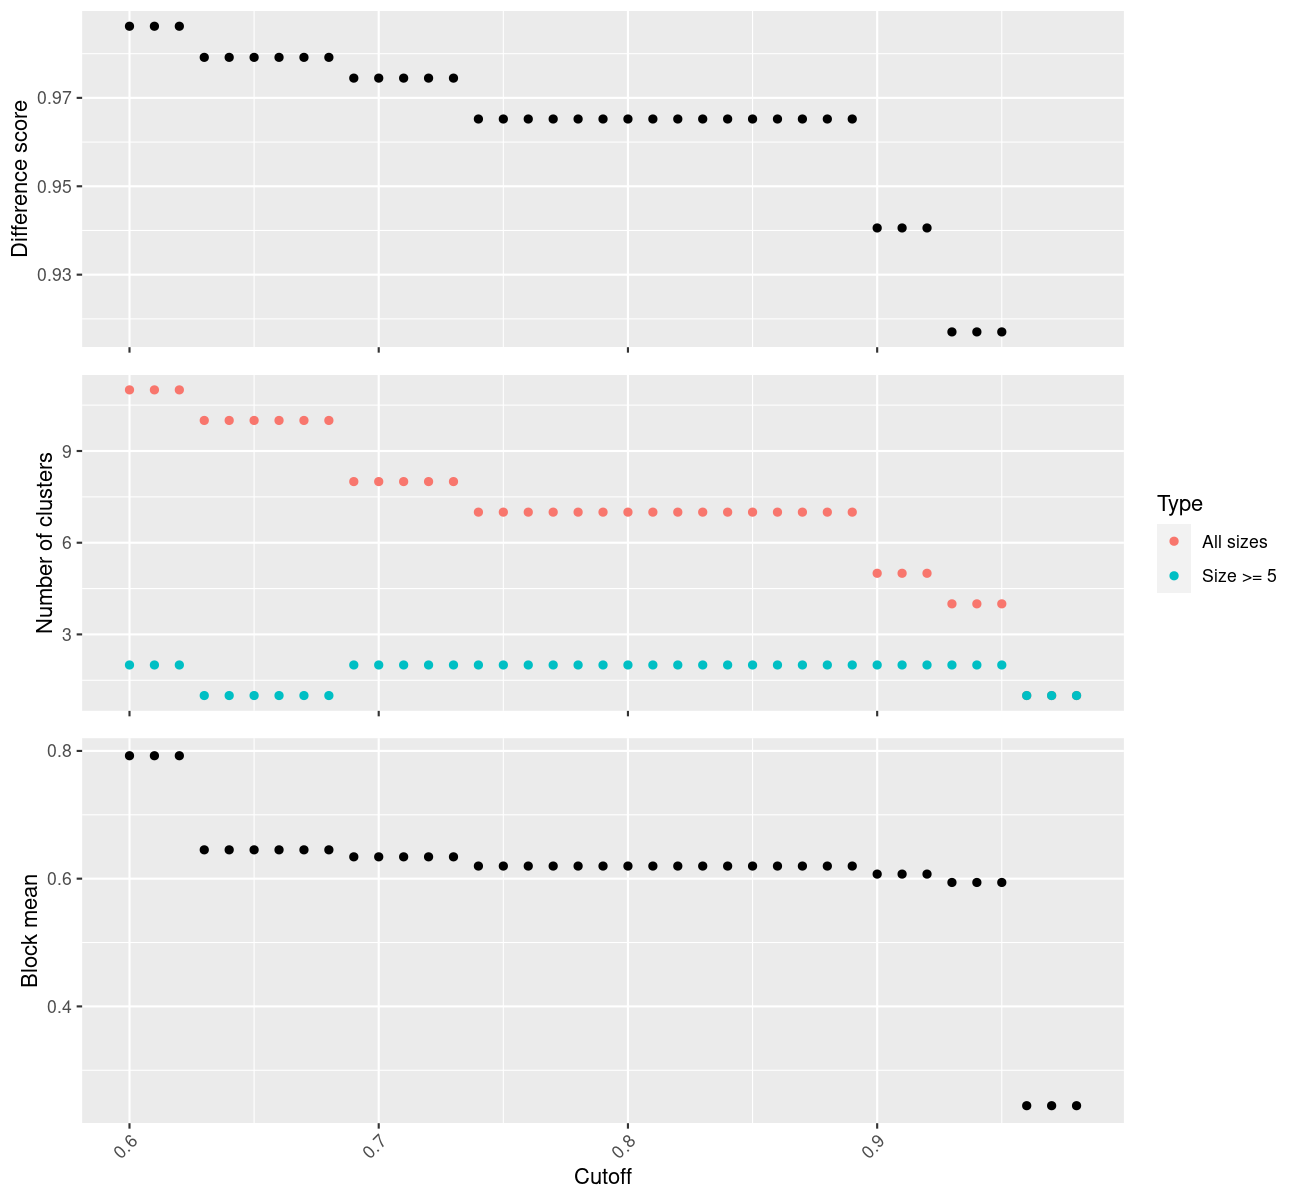 Difference score
0.97
0.95
0.93
Number of clusters
9
6
3
Type
All sizes
Size >= 5
Block mean
0.8
0.6
0.4
0.6
0.7
0.8
0.9
Cutoff